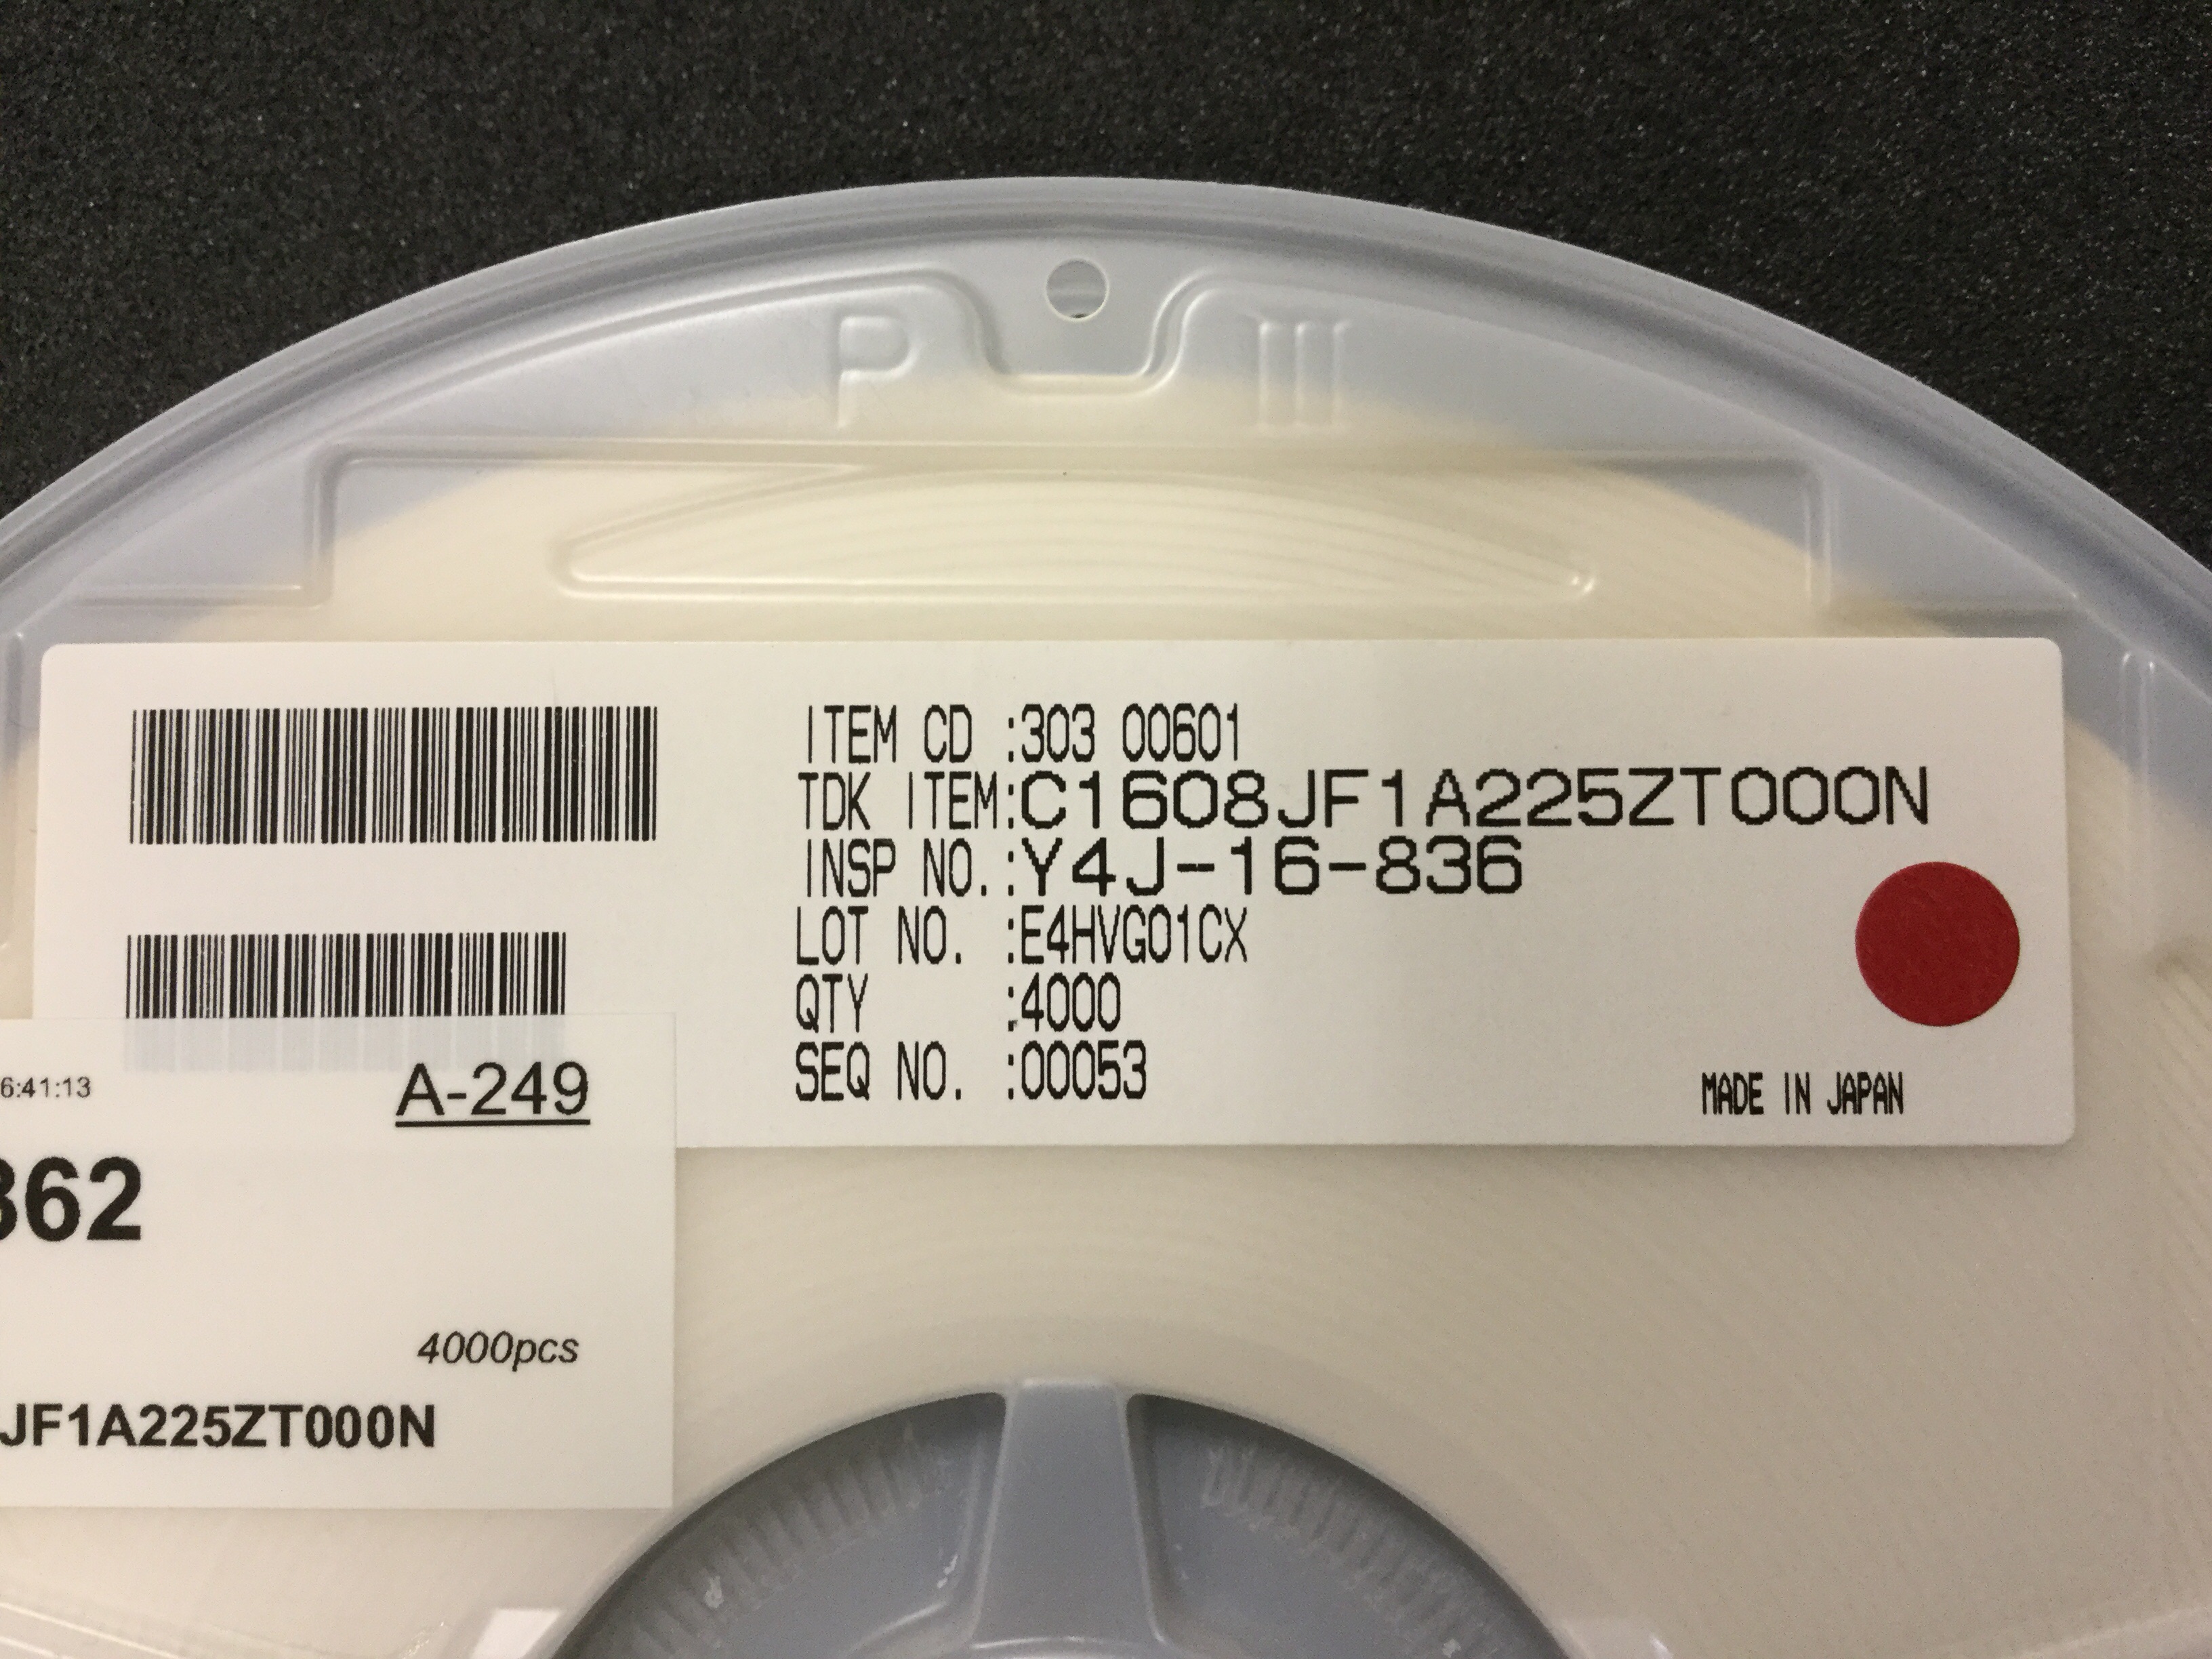 P II
ITEM CD :303 00601
TDK ITEM:C1608JF1A225ZT000N
INSP NO.:Y4J-16-836
LOT NO. :E4HVG01CX
QTY :4000
SEQ NO. :00053
MADE IN JAPAN
6:41:13
A-249
362
4000pcs
JF1A225ZT000N